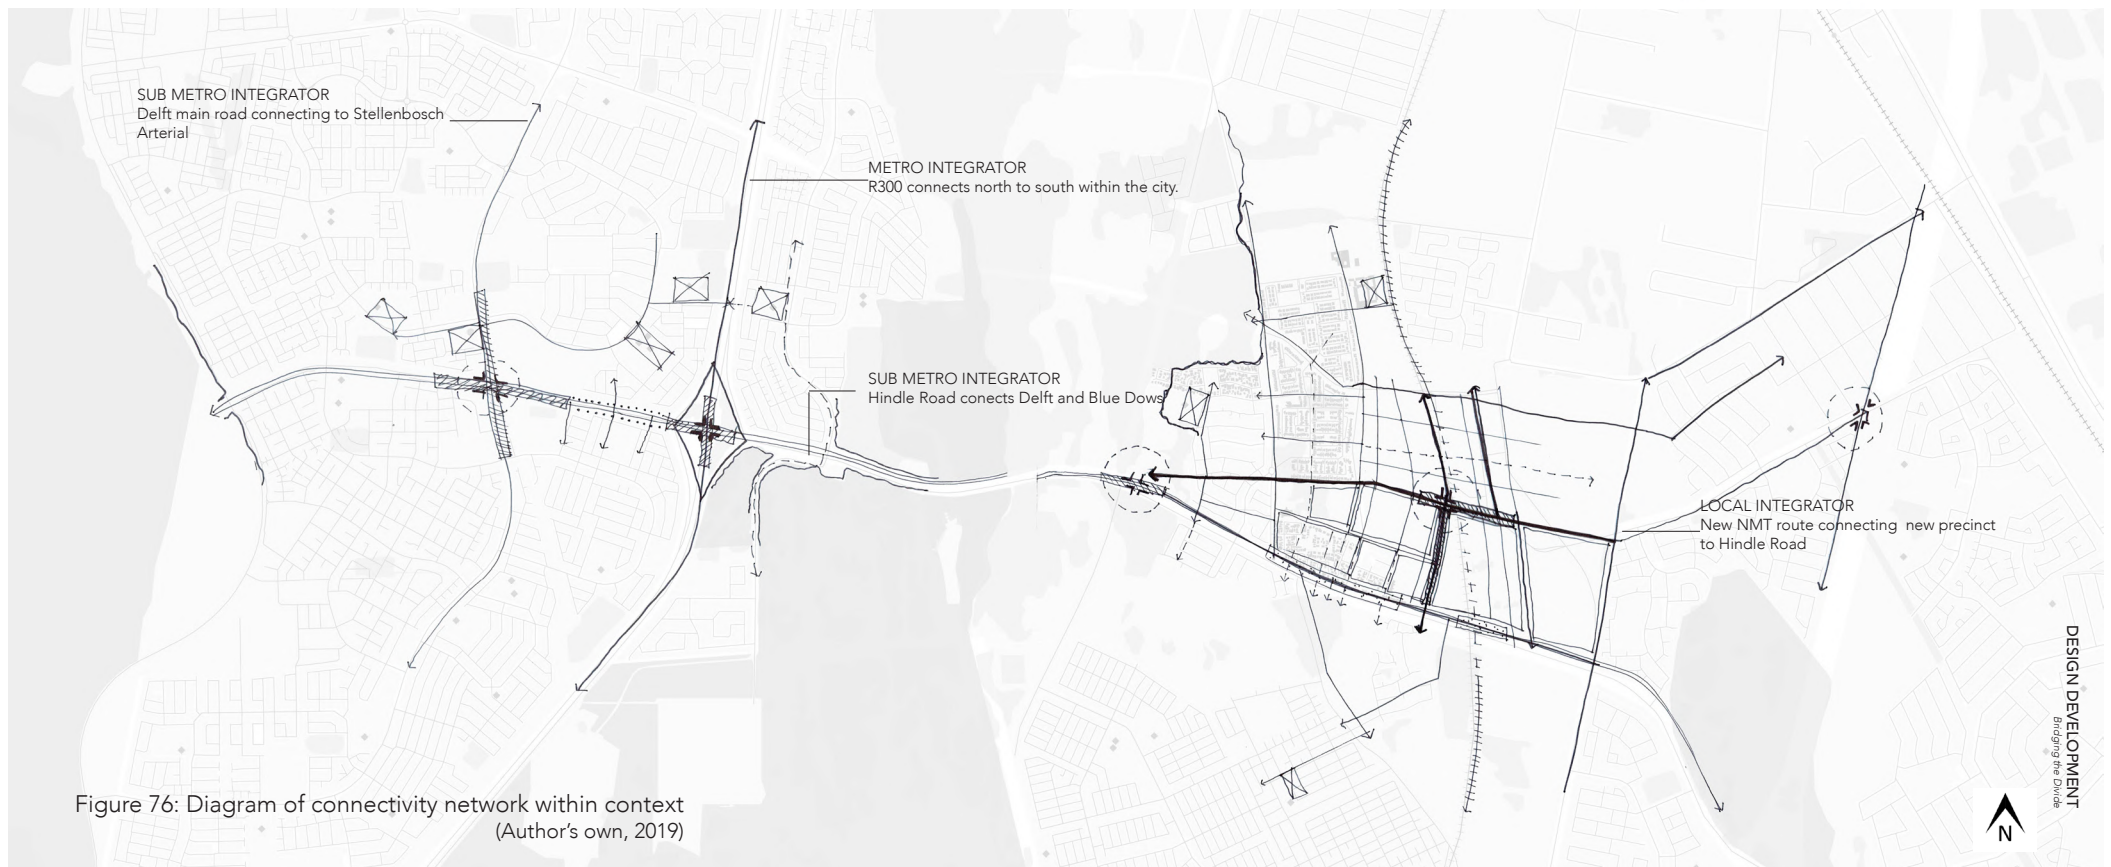 SUB METRO INTEGRATOR
Delft main road connecting to Stellenbosch
Arterial
METRO INTEGRATOR
R300 connects north to south within the city.
SUB METRO INTEGRATOR
Hindle Road conects Delft and Blue Dows
LOCAL INTEGRATOR
New NMT route connecting new precinct
to Hindle Road
DESIGN DEVELOPMENT
Bridging the Divide
Figure 76: Diagram of connectivity network within context
(Author's own, 2019)
N